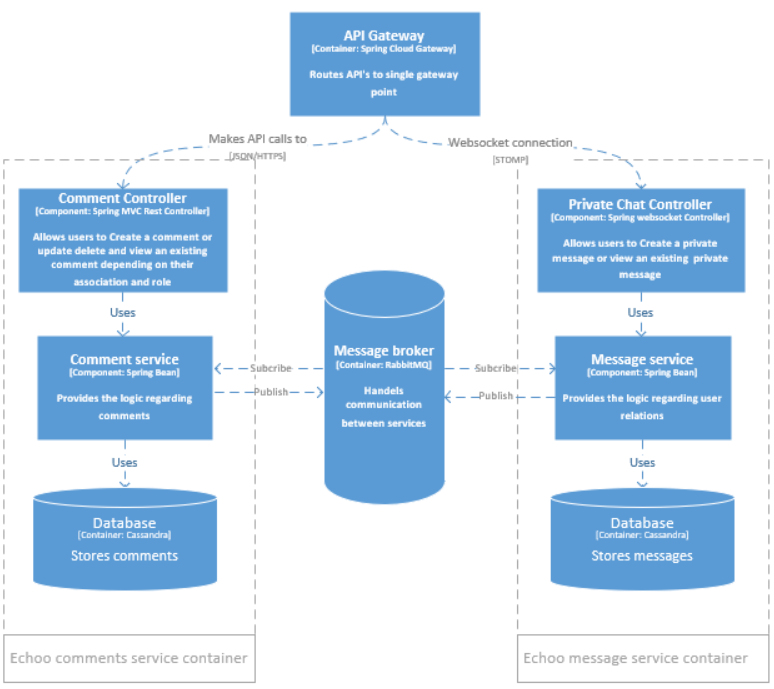 API Gateway
[Container: Spring Cloud Gateway]
Routes API's to single gateway
point
Makes API calls to
[JSON/HTTPS]
Websocket connection
[STOMP]
Comment Controller
[Component: Spring MVC Rest Controller]
Allows users to Create a comment or
update delete and view an existing
comment depending on their
association and role
Uses
Comment service
[Component: Spring Bean]
Provides the logic regarding
comments
Uses
Database
[Container: Cassandra]
Stores comments
Echoo comments service container
Subcribe
Publish
Message broker
[Container: RabbitMQ]
Handels
communication
between services
Subcribe
Publish
Private Chat Controller
[Component: Spring websocket Controller]
Allows users to Create a private
message or view an existing private
message
Uses
Message service
[Component: Spring Bean]
Provides the logic regarding user
relations
Uses
Database
[Container: Cassandra]
Stores messages
Echoo message service container